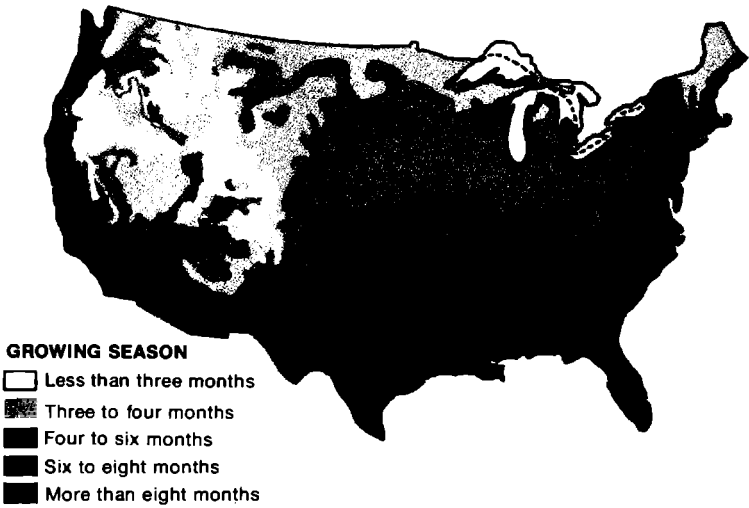 GROWING SEASON
Less than three months
Three to four months
Four to six months
Six to eight months
More than eight months